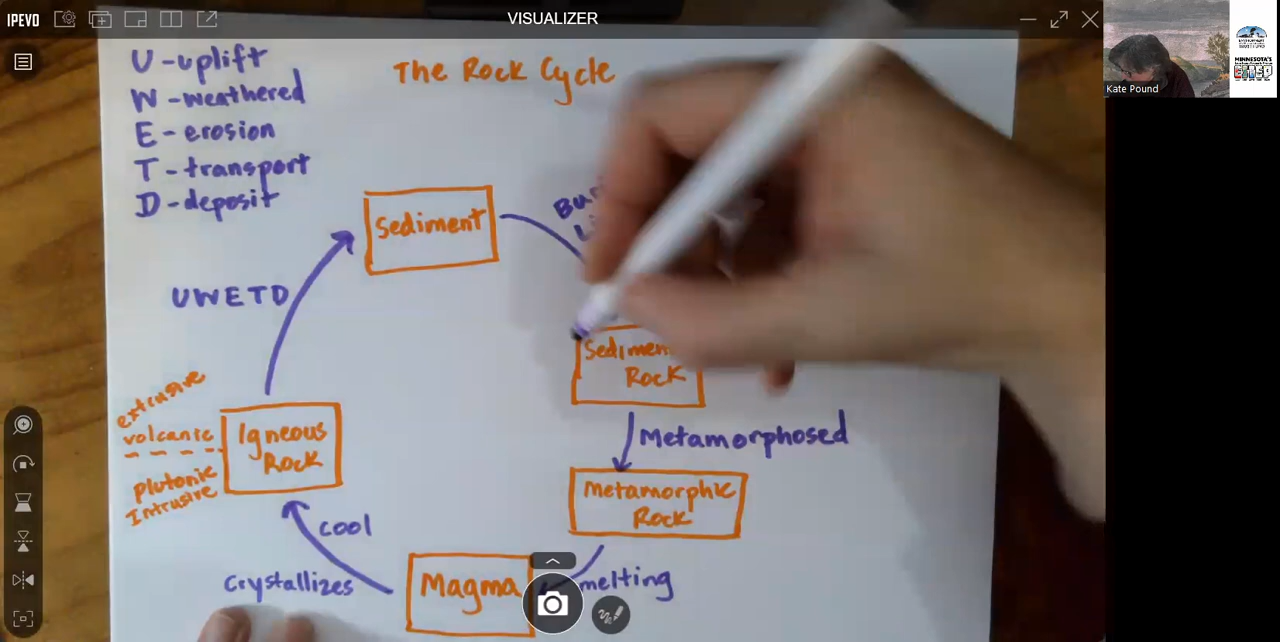 IPEVO
VISUALIZER
Kate Pound
MINNESOTA'S
U - uplift
W - weathered
E - erosion
T - transport
D - deposit
The Rock Cycle
Sediment
UWETD
Rock
Metamorphosed
extrusive
volcanic
plutonic
Intrusive
Igneous
Rock
Metamorphic
Rock
cool
Crystallizes
Magma
melting